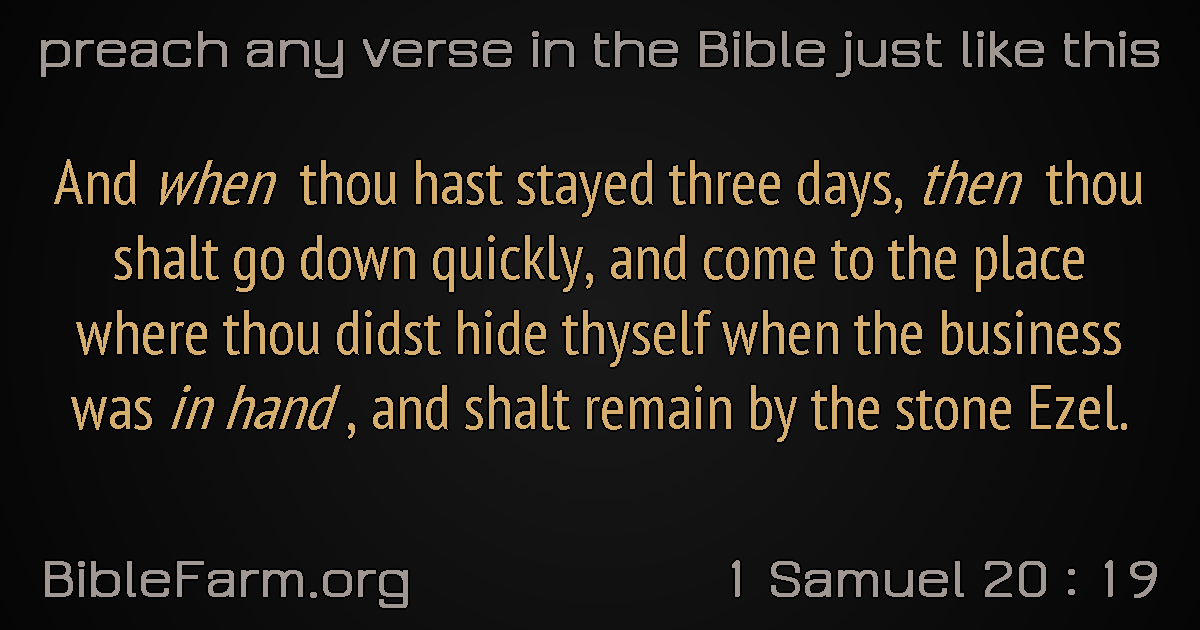 preach any verse in the Bible just like this
And when thou hast stayed three days, then thou
shalt go down quickly, and come to the place
where thou didst hide thyself when the business
was in hand , and shalt remain by the stone Ezel.
BibleFarm.org
1 Samuel 20 : 19